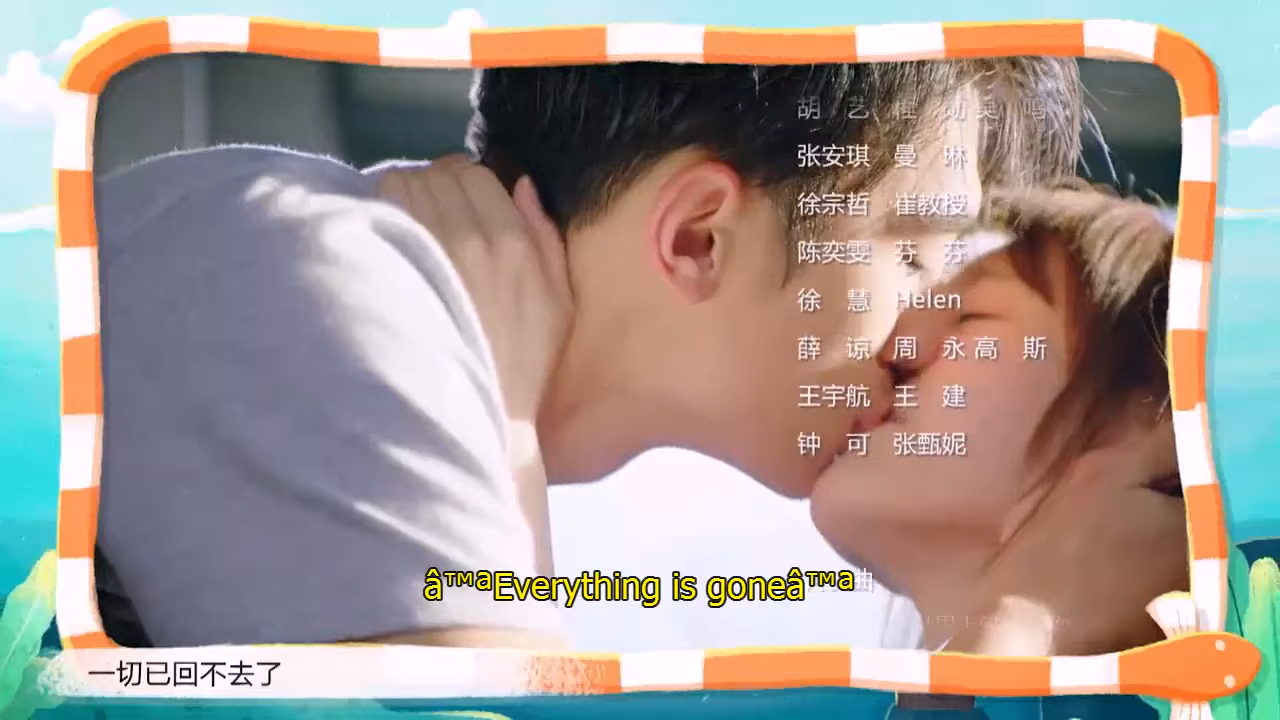 张安琪 曼 琳
徐宗哲 崔教授
陈奕雯 芬 芬
徐 慧 Helen
薛 谅 周 永高 斯
王宇航 王 建
钟 可 张甄妮
♪Everything is gone♪
一切已回不去了